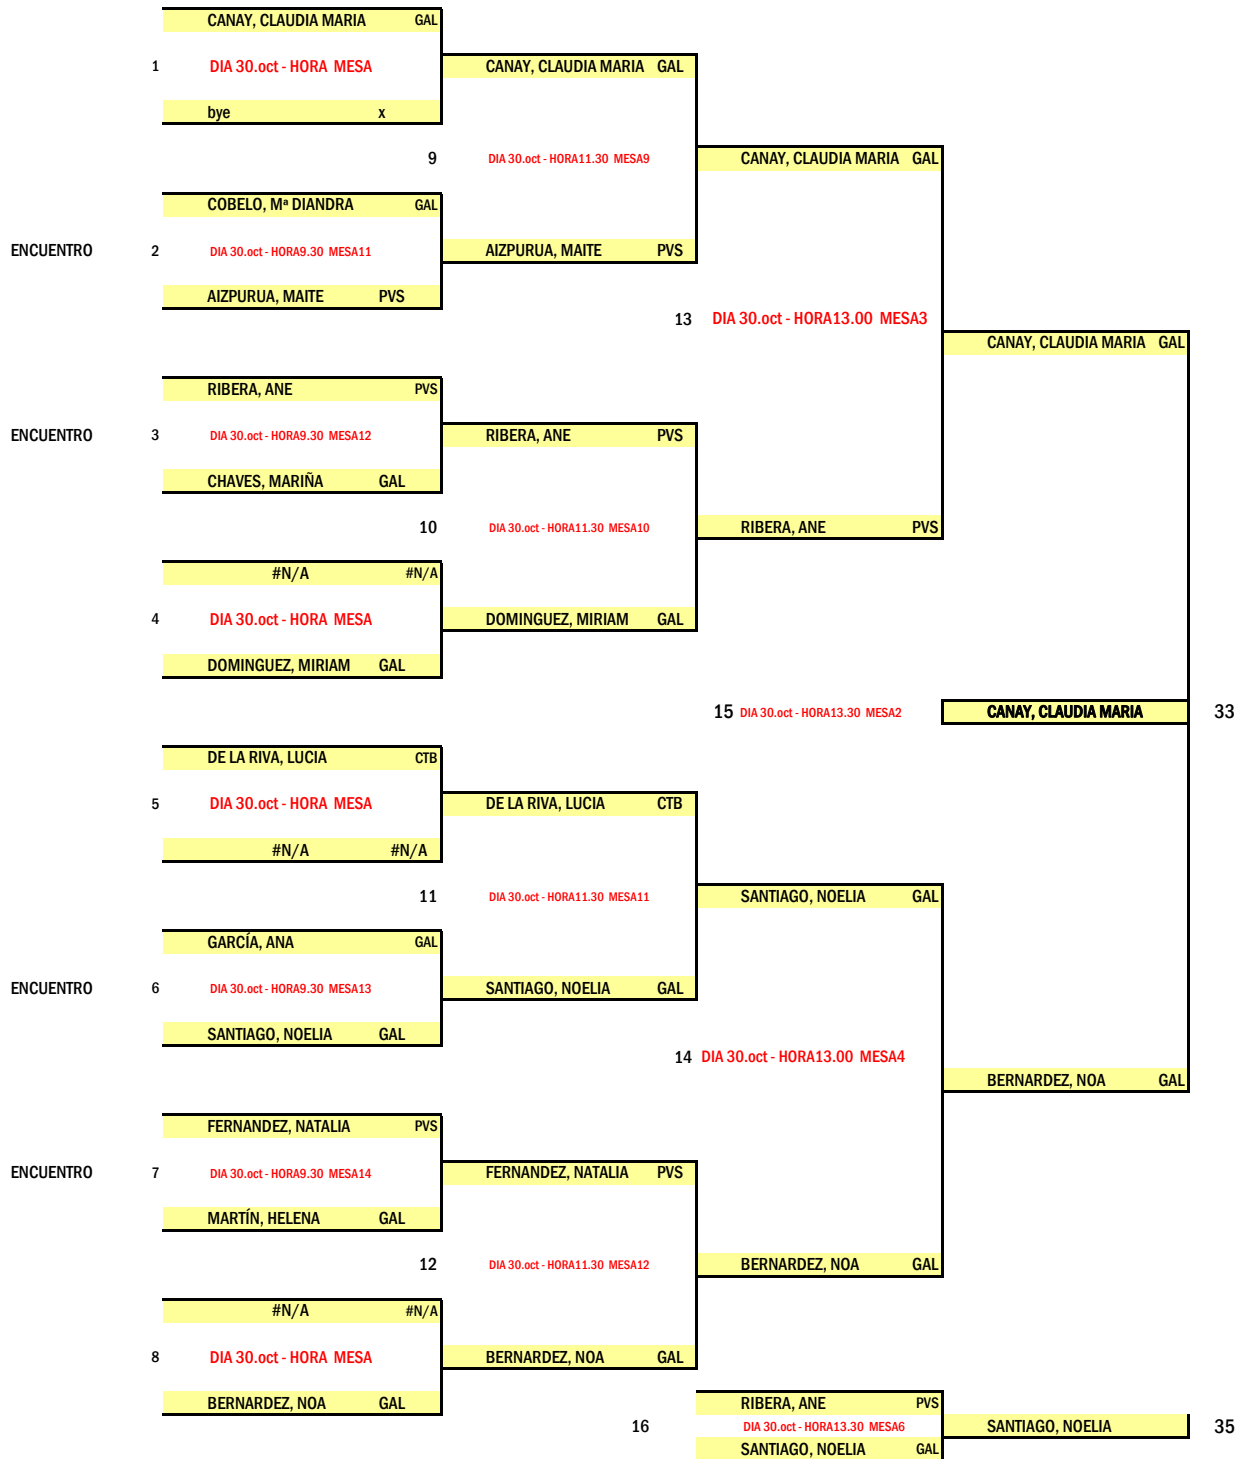 CANAY, CLAUDIA MARIA GAL
1 DIA 30.oct - HORA MESA CANAY, CLAUDIA MARIA GAL
bye x
9 DIA 30.oct - HORA11.30 MESA9 CANAY, CLAUDIA MARIA GAL
COBELO, Mª DIANDRA GAL
ENCUENTRO 2 DIA 30.oct - HORA9.30 MESA11 AIZPURUA, MAITE PVS
AIZPURUA, MAITE PVS
13 DIA 30.oct - HORA13.00 MESA3
CANAY, CLAUDIA MARIA GAL
RIBERA, ANE PVS
ENCUENTRO 3 DIA 30.oct - HORA9.30 MESA12 RIBERA, ANE PVS
CHAVES, MARIÑA GAL
10 DIA 30.oct - HORA11.30 MESA10 RIBERA, ANE PVS
#N/A #N/A
4 DIA 30.oct - HORA MESA DOMINGUEZ, MIRIAM GAL
DOMINGUEZ, MIRIAM GAL
15 DIA 30.oct - HORA13.30 MESA2 CANAY, CLAUDIA MARIA 33
DE LA RIVA, LUCIA CTB
5 DIA 30.oct - HORA MESA DE LA RIVA, LUCIA CTB
#N/A #N/A
11 DIA 30.oct - HORA11.30 MESA11 SANTIAGO, NOELIA GAL
GARCÍA, ANA GAL
ENCUENTRO 6 DIA 30.oct - HORA9.30 MESA13 SANTIAGO, NOELIA GAL
SANTIAGO, NOELIA GAL
14 DIA 30.oct - HORA13.00 MESA4
BERNARDEZ, NOA GAL
FERNANDEZ, NATALIA PVS
ENCUENTRO 7 DIA 30.oct - HORA9.30 MESA14 FERNANDEZ, NATALIA PVS
MARTÍN, HELENA GAL
12 DIA 30.oct - HORA11.30 MESA12 BERNARDEZ, NOA GAL
#N/A #N/A
8 DIA 30.oct - HORA MESA BERNARDEZ, NOA GAL
BERNARDEZ, NOA GAL
RIBERA, ANE PVS
16 DIA 30.oct - HORA13.30 MESA6 SANTIAGO, NOELIA 35
SANTIAGO, NOELIA GAL